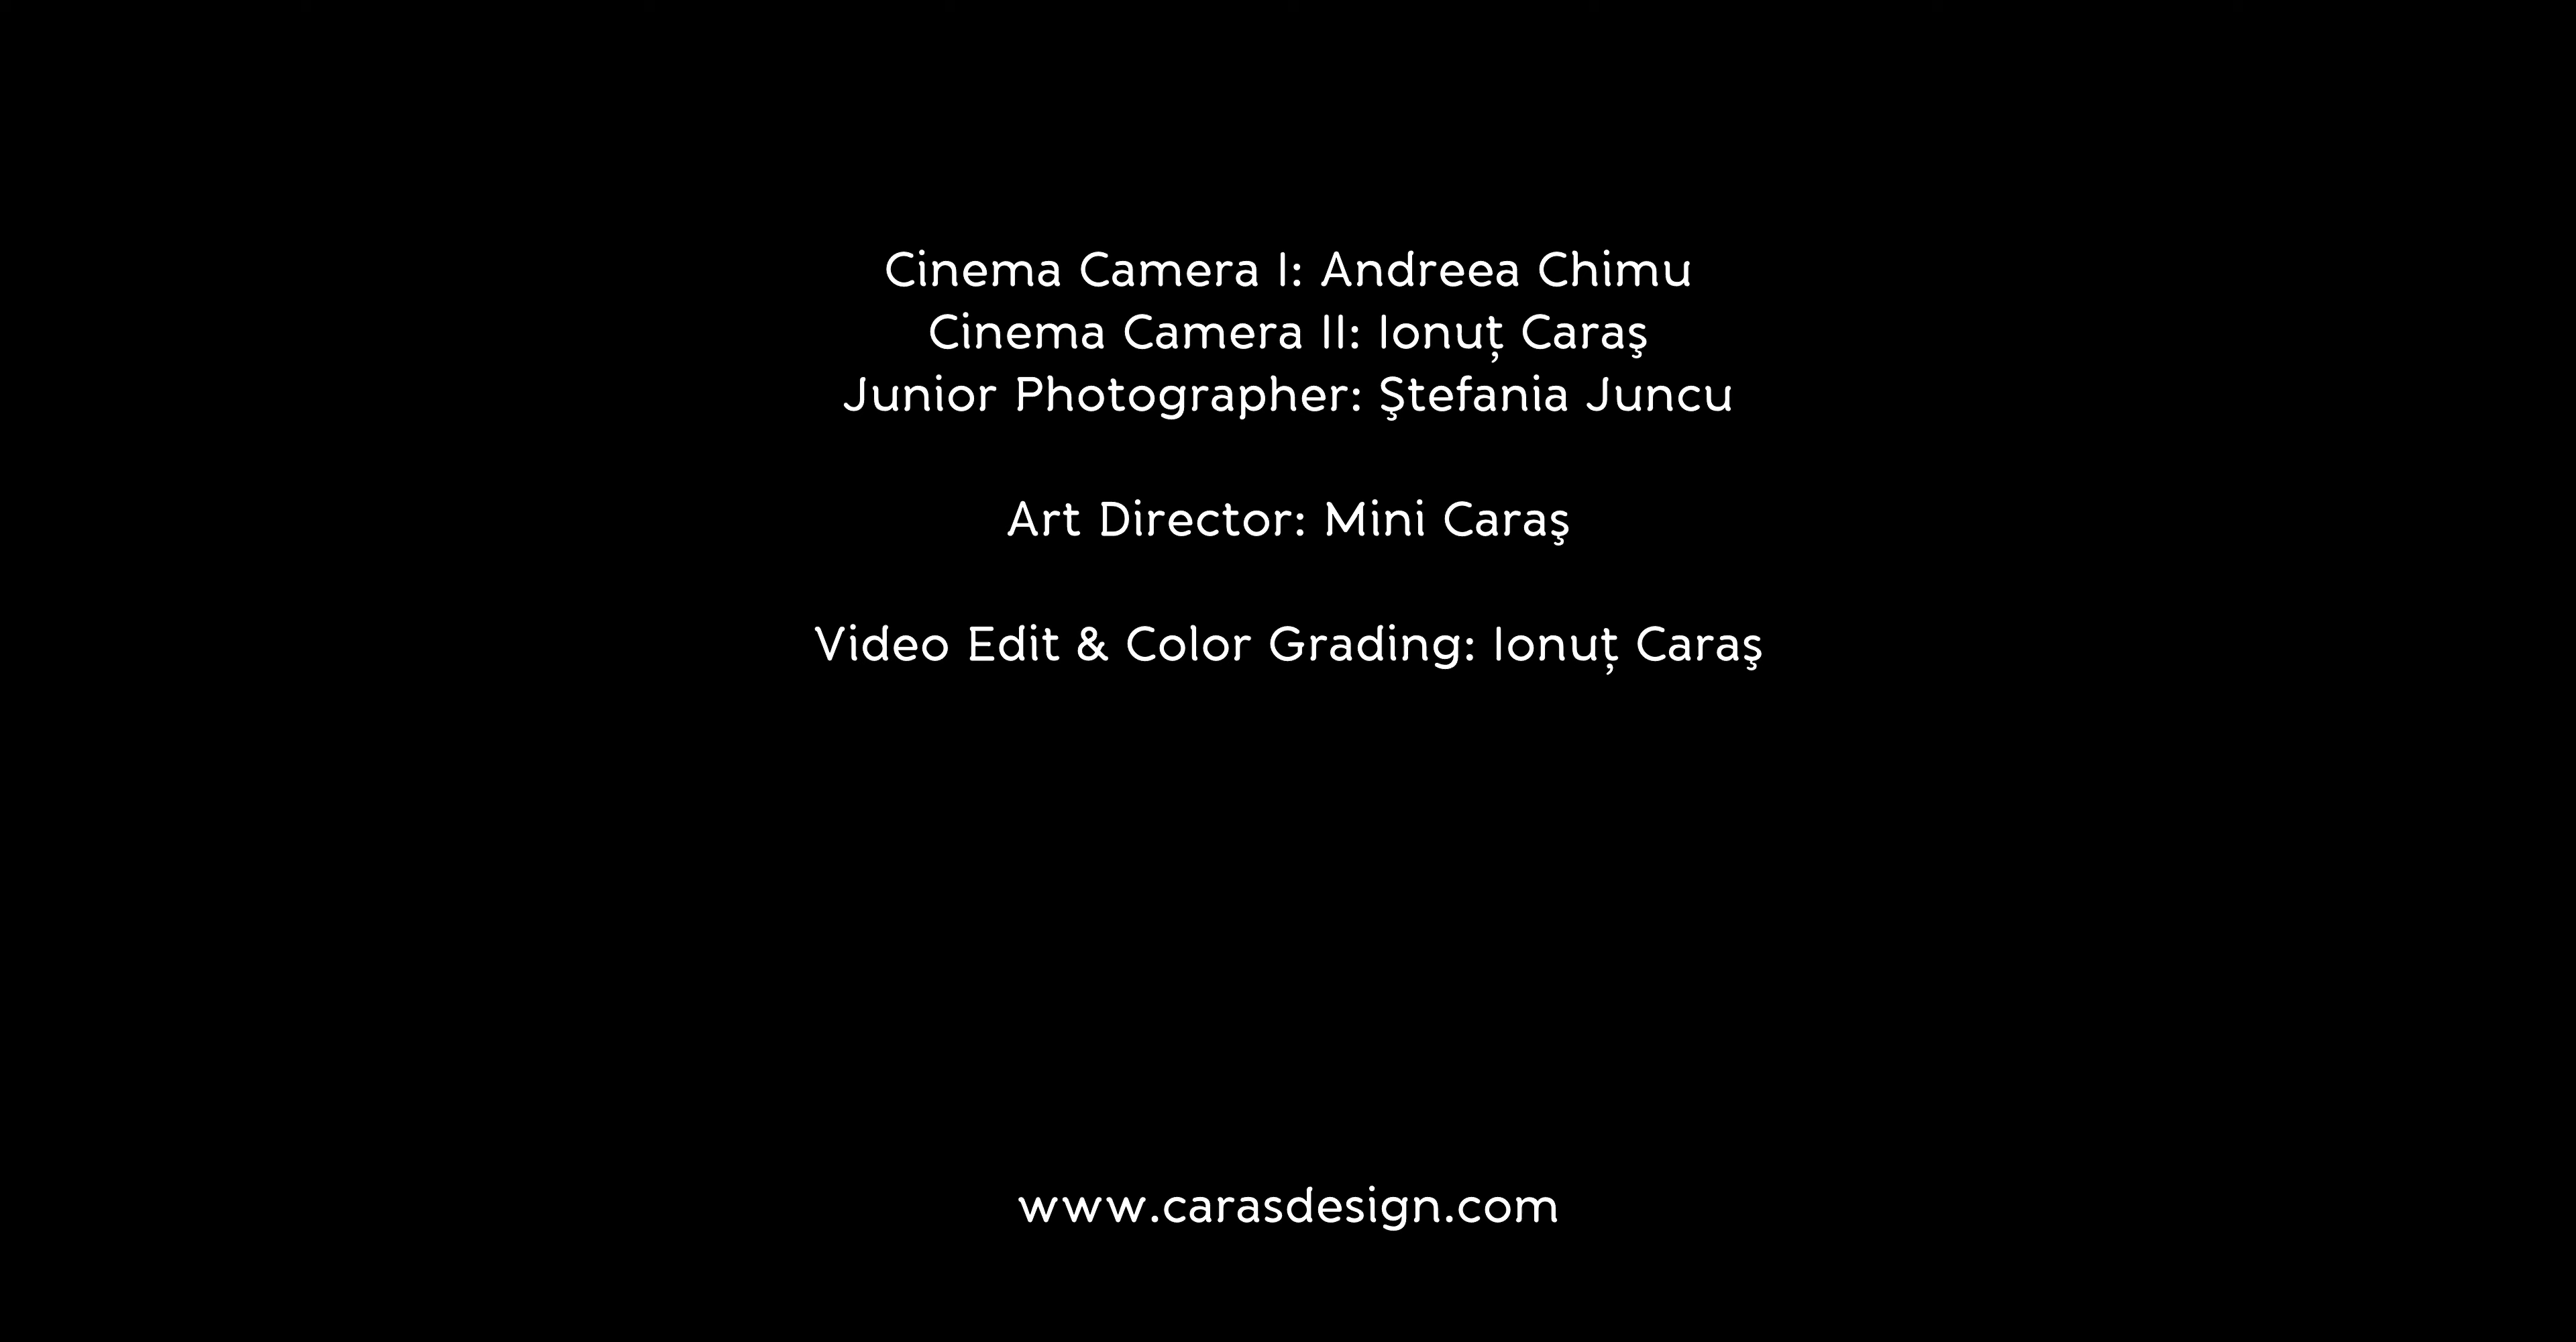 Cinema Camera I: Andreea Chimu
Cinema Camera II: Ionuț Caraş
Junior Photographer: Ştefania Juncu
Art Director: Mini Caraş
Video Edit & Color Grading: Ionuț Caraş
www.carasdesign.com